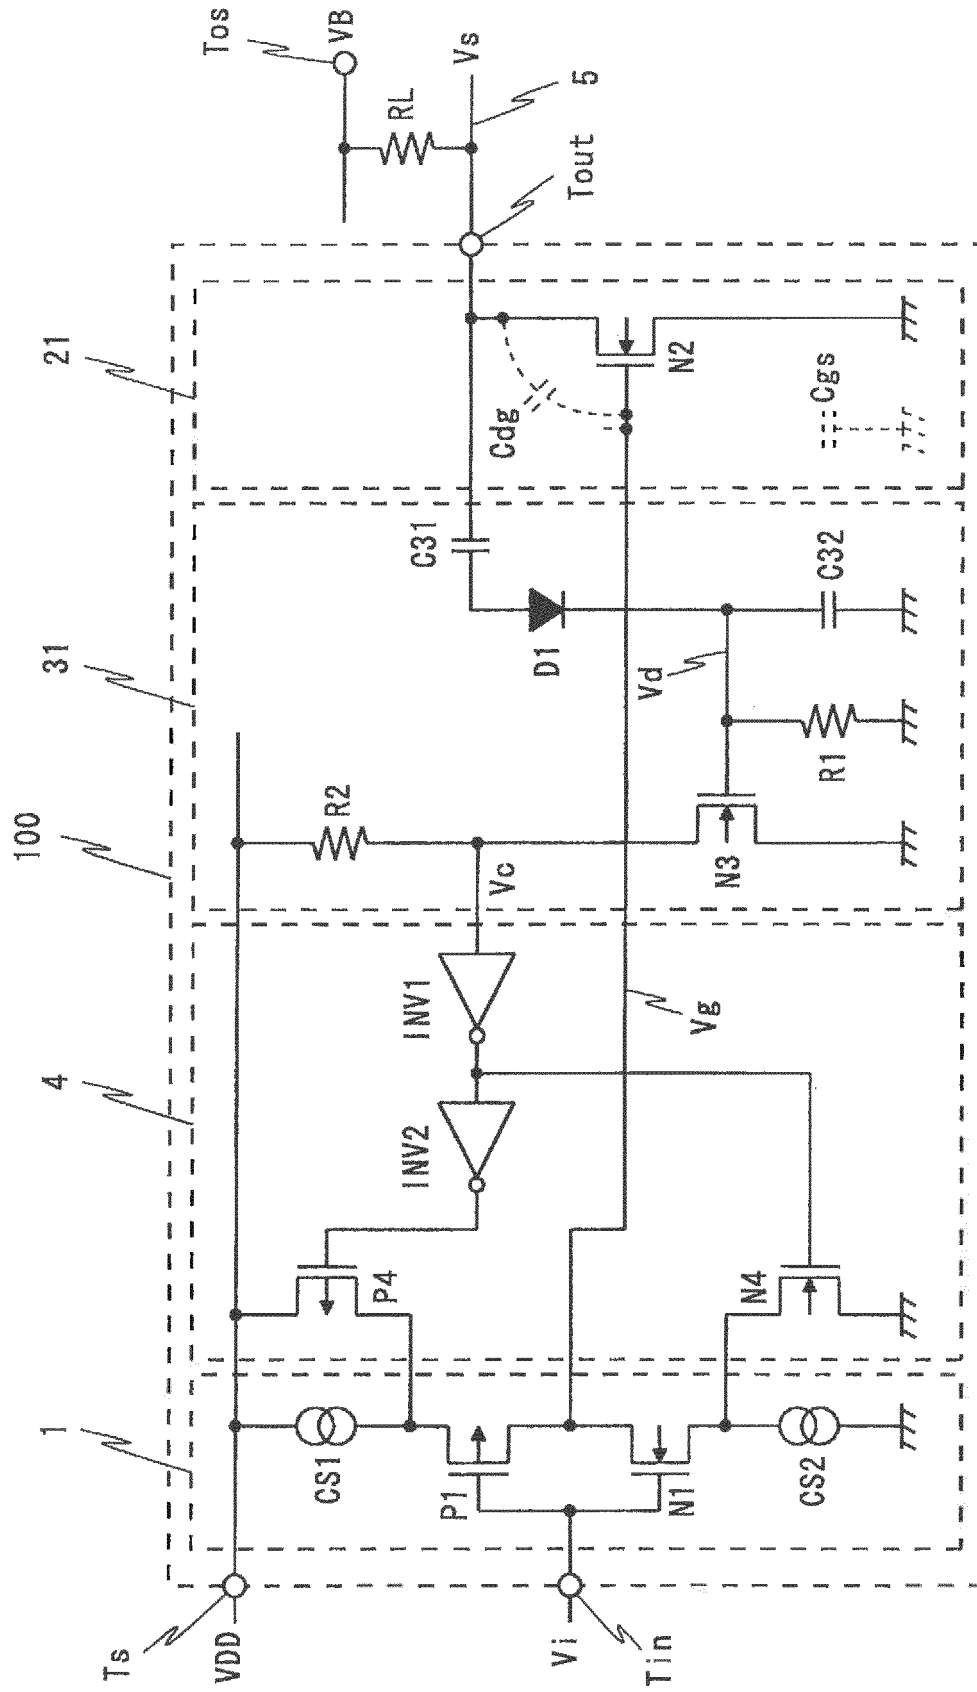 100
1
4
31
21
Tos
VB
Ts
VDD
CS1
P4
R2
RL
Vs
5
P1
INV2
INV1
Vc
C31
Cdg
Tout
Vi
Tin
N1
CS2
N4
Vg
N3
R1
Vd
D1
C32
N2
Cgs